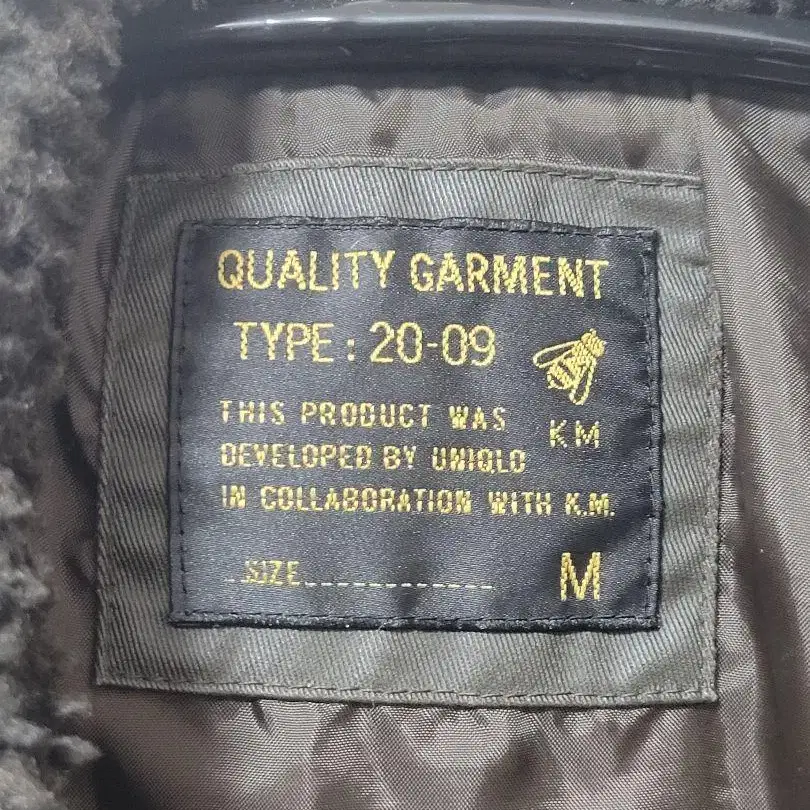 QUALITY GARMENT
TYPE : 20-09
THIS PRODUCT WAS
KM
DEVELOPED BY UNIQLO
IN COLLABORATION WITH K.M.
SIZE M